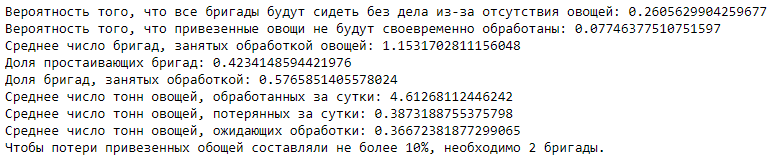 Вероятность того, что все бригады будут сидеть без дела из-за отсутствия овощей: 0.2605629904259677
Вероятность того, что привезенные овощи не будут своевременно обработаны: 0.07746377510751597
Среднее число бригад, занятых обработкой овощей: 1.1531702811156048
Доля простаивающих бригад: 0.4234148594421976
Доля бригад, занятых обработкой: 0.5765851405578024
Среднее число тонн овощей, обработанных за сутки: 4.61268112446242
Среднее число тонн овощей, потерянных за сутки: 0.3873188755375798
Среднее число тонн овощей, ожидающих обработки: 0.36672381877299065
Чтобы потери привезенных обощей составляли не более 10%, необходимо 2 бригады.